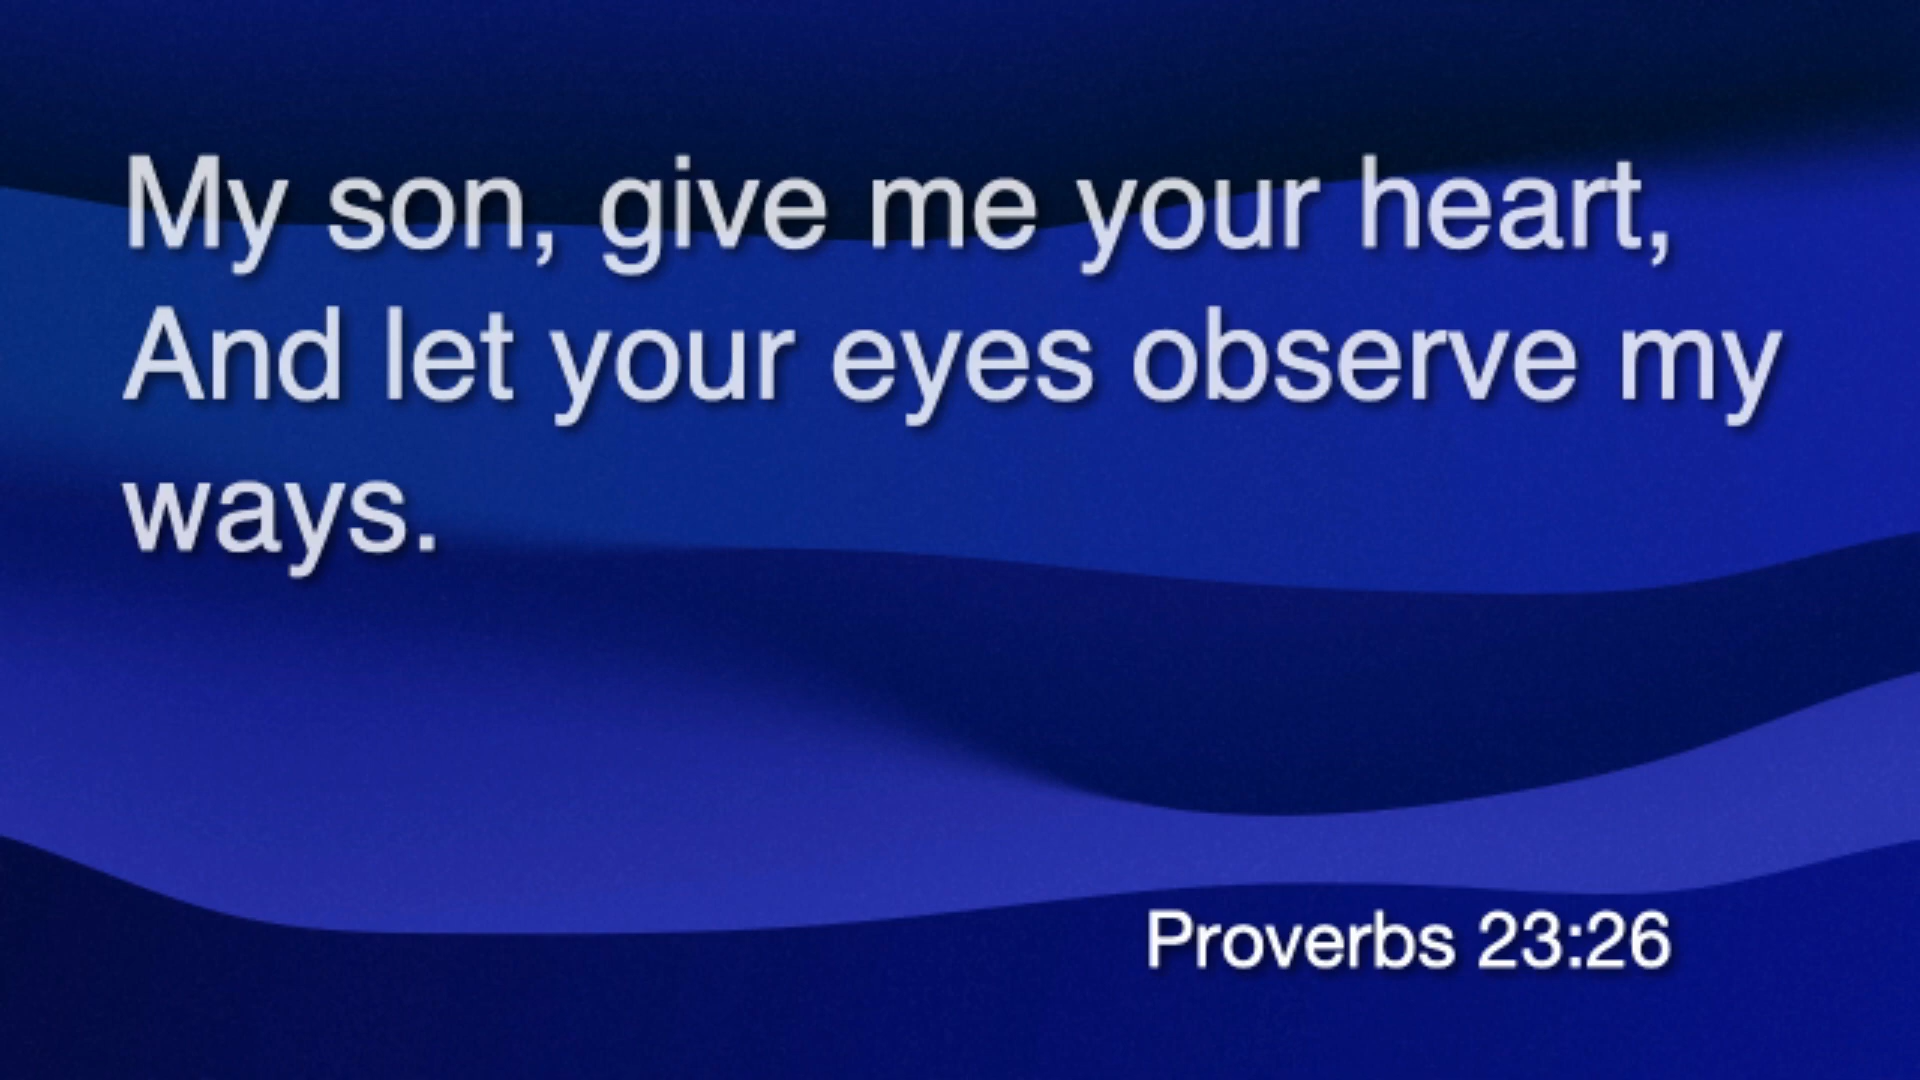 My son, give me your heart,
And let your eyes observe my
ways.
Proverbs 23:26